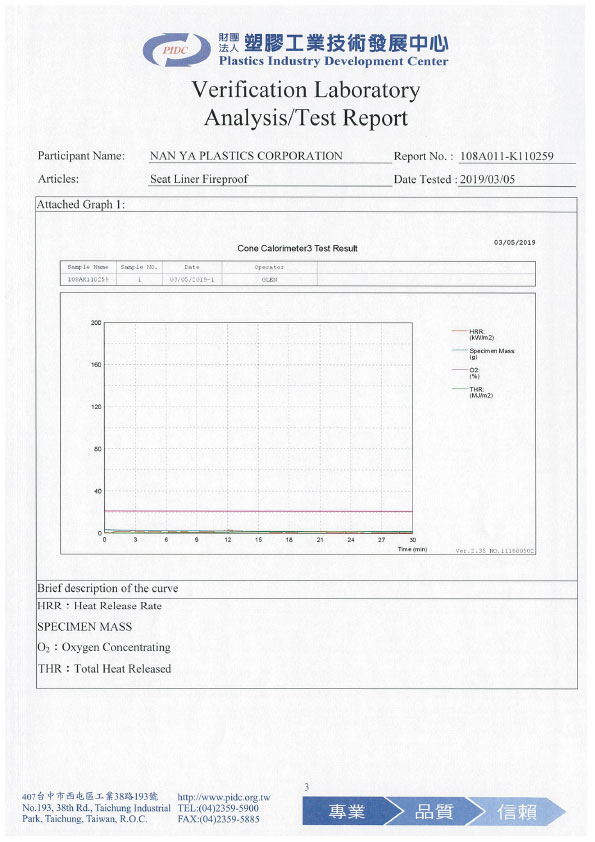 PIDC
財團
法人 塑膠工業技術發展中心
Plastics Industry Development Center
Verification Laboratory
Analysis/Test Report
Participant Name: NAN YA PLASTICS CORPORATION Report No. : 108A011-K110259
Articles: Seat Liner Fireproof Date Tested : 2019/03/05
Attached Graph 1:
03/05/2019
Cone Calorimeter3 Test Result
Sample Name Sample NO. Date Operator
108AK110259 1 03/05/2019-1 GLEN
200
160
120
80
40
0
0 3 6 9 12 15 18 21 24 27 30
Time (min)
HRR:
(kW/m2)
Specimen Mass:
(g)
O2:
(%)
THR:
(MJ/m2)
Brief description of the curve
HRR：Heat Release Rate
SPECIMEN MASS
O₂：Oxygen Concentrating
THR：Total Heat Released
3
407台中市西屯區工業38路193號
No.193, 38th Rd., Taichung Industrial
Park, Taichung, Taiwan, R.O.C.
http://www.pidc.org.tw
TEL:(04)2359-5900
FAX:(04)2359-5885
專業 品質 信賴